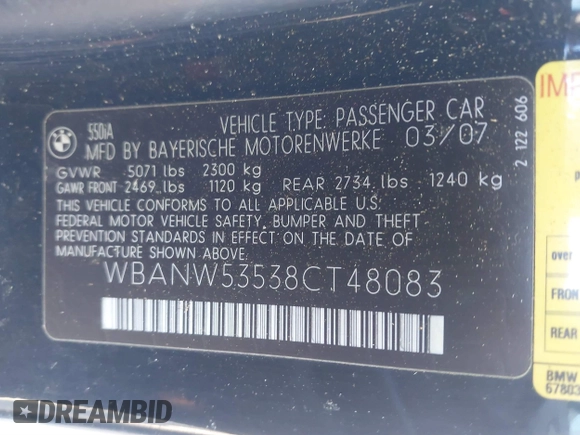 BMW
550iA
VEHICLE TYPE: PASSENGER CAR
MFD BY BAYERISCHE MOTORENWERKE 03/07
GVWR 5071 lbs 2300 kg
GAWR FRONT 2469 lbs 1120 kg REAR 2734 lbs 1240 kg
THIS VEHICLE CONFORMS TO ALL APPLICABLE U.S.
FEDERAL MOTOR VEHICLE SAFETY, BUMPER AND THEFT
PREVENTION STANDARDS IN EFFECT ON THE
DATE OF MANUFACTURE SHOWN ABOVE.
WBANW53538CT48083
2 122 606
over
FRON
REAR
BMW
67803
DREAMBID